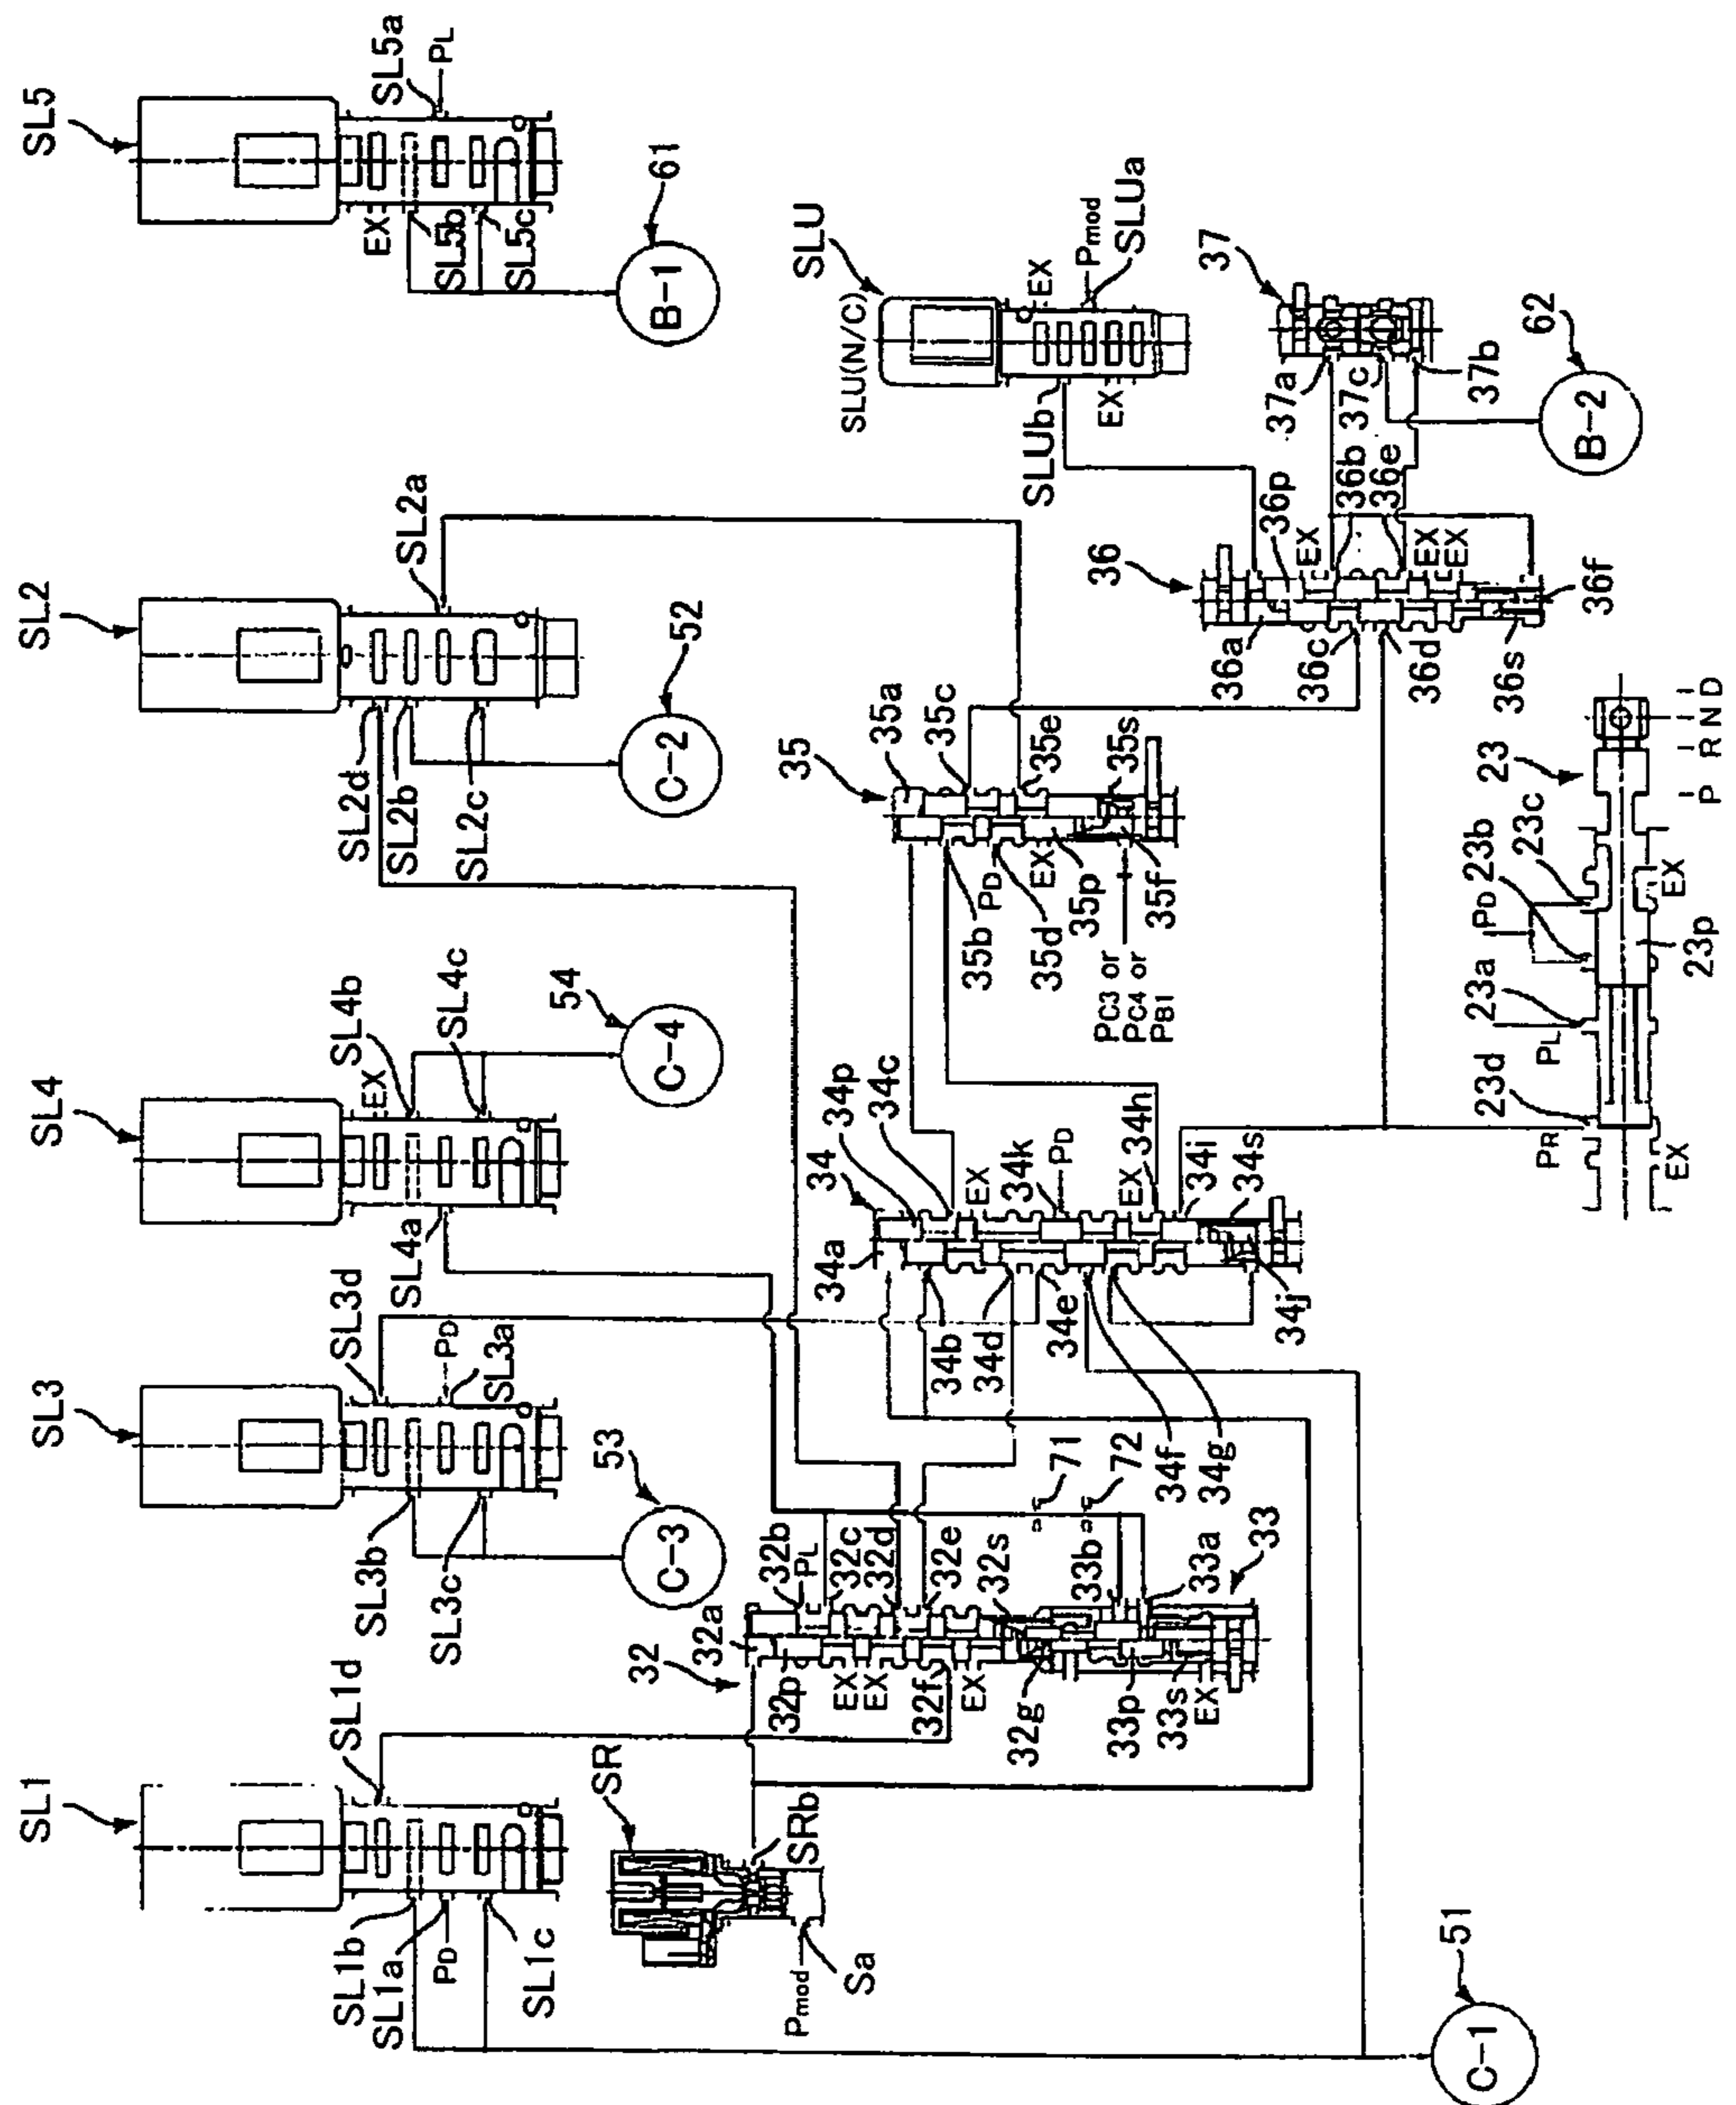 SL1
SL1d
SL1b
SL1a
PD
SL1c
SL3
SL3d
PD
SL3a
SL3b
SL3c
53
C-3
SL4
EX
SL4b
SL4c
SL4a
54
C-4
SL2
SL2a
SL2d
SL2b
SL2c
52
C-2
SL5
SL5a
PL
EX
SL5b
SL5c
61
B-1
SR
SRb
Pmod
Sa
32
32a
32p
EX
EX
32f
EX
32g
33p
33s
EX
32b
PL
32c
32d
32e
32s
33b
33a
33
71
72
34
34p
34c
34a
EX
34k
PD
34h
EX
34i
34s
34b
34d
34e
34j
34f
34g
35
35a
35c
35e
35s
35b
PD
35d
EX
35p
35f
PC3 or
PC4 or
PB1
SLU
SLU(N/C)
EX
Pmod
SLUa
SLUb
EX
36
36p
EX
36b
36e
EX
EX
36a
36c
36d
36s
36f
37
37a
37c
37b
62
B-2
23
P R N D
23c
23b
PD
23a
PL
23d
PR
EX
23p
EX
51
C-1